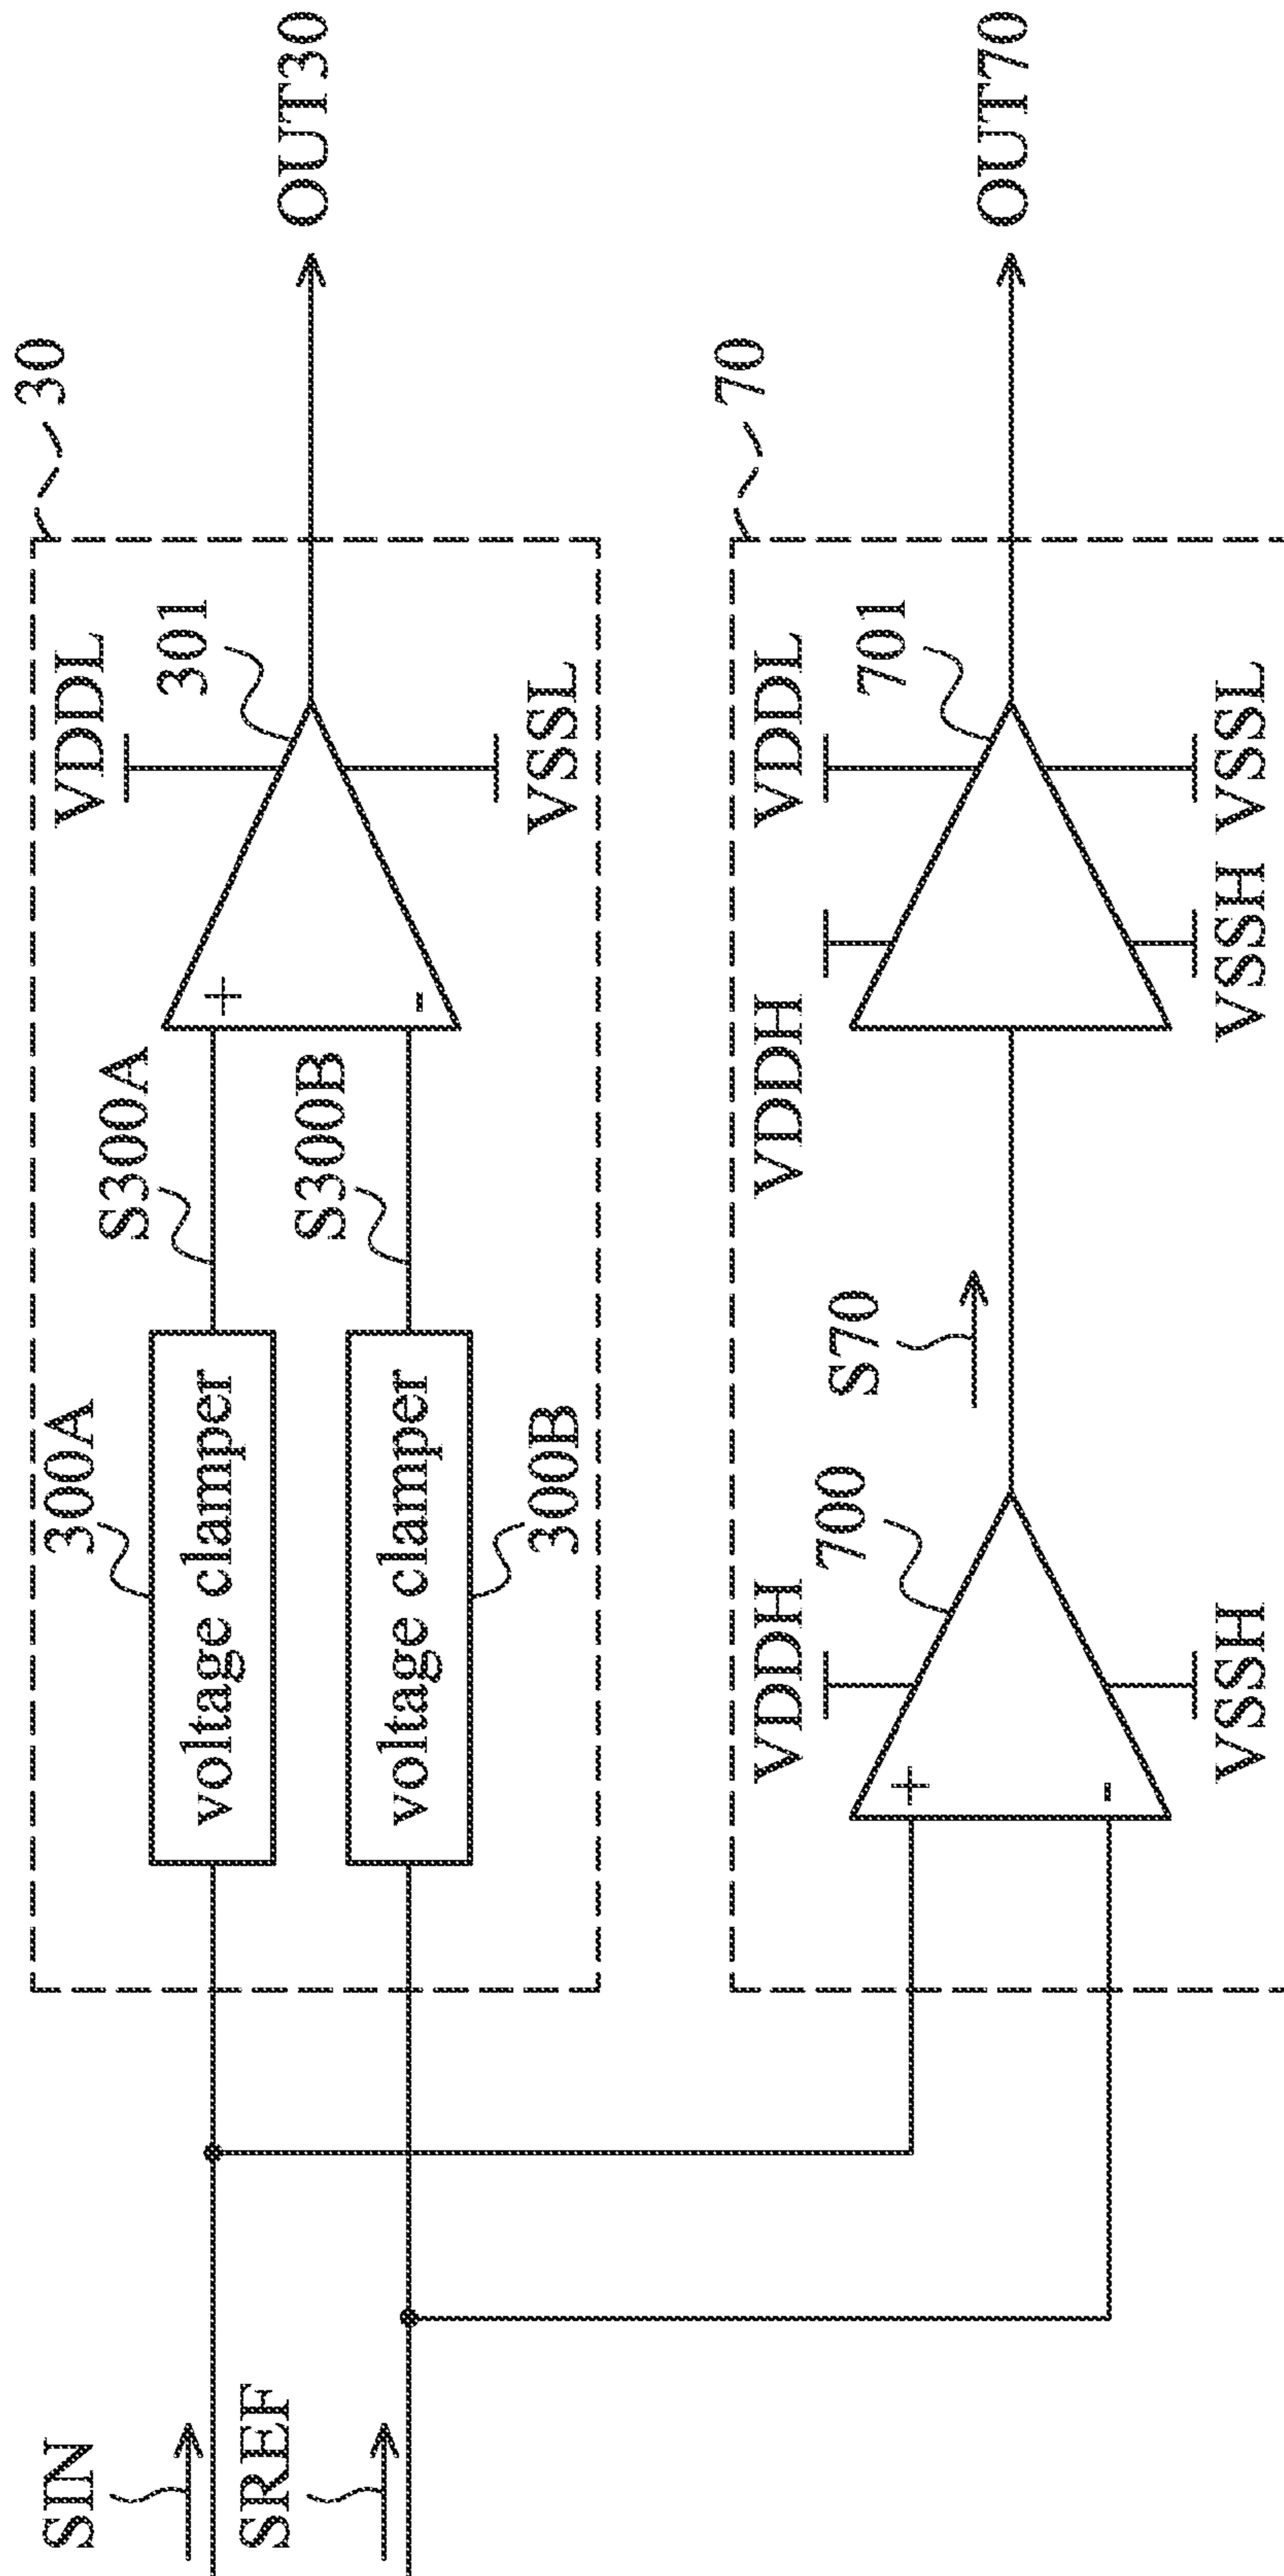 SIN
SREF
300A
voltage clamper
S300A
voltage clamper
300B
S300B
+
-
VDDL
301
VSSL
30
OUT30
VDDH
700
+
-
VSSH
S70
VDDH
VDDL
701
VSSH
VSSL
70
OUT70